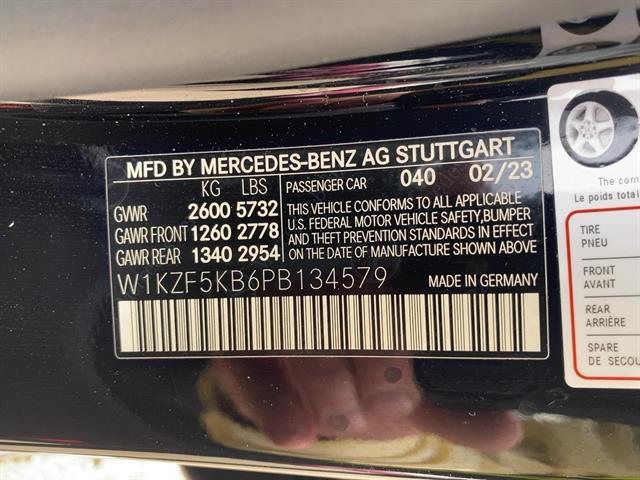 MFD BY MERCEDES-BENZ AG STUTTGART
KG LBS
GVWR 2600 5732
GAWR FRONT 1260 2778
GAWR REAR 1340 2954
PASSENGER CAR 040 02/23
THIS VEHICLE CONFORMS TO ALL APPLICABLE
U.S. FEDERAL MOTOR VEHICLE SAFETY,BUMPER
AND THEFT PREVENTION STANDARDS IN EFFECT
ON THE DATE OF MANUFACTURE SHOWN ABOVE.
W1KZF5KB6PB134579
MADE IN GERMANY
The com
Le poids total
TIRE
PNEU
FRONT
AVANT
REAR
ARRIÈRE
SPARE
DE SECOU